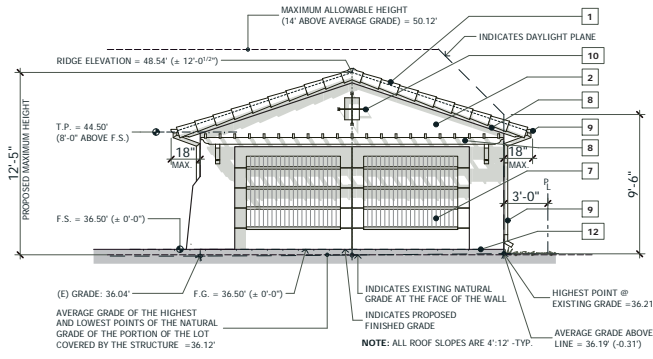 MAXIMUM ALLOWABLE HEIGHT
(14' ABOVE AVERAGE GRADE) = 50.12'
1
INDICATES DAYLIGHT PLANE
RIDGE ELEVATION = 48.54' (± 12'-0 1/2")
10
2
8
T.P. = 44.50'
(8'-0" ABOVE F.S.)
9
8
18"
MAX.
18"
MAX.
7
12'-5"
PROPOSED MAXIMUM HEIGHT
9'-6"
PL
3'-0"
9
F.S. = 36.50' (± 0'-0")
12
(E) GRADE: 36.04'
F.G. = 36.50' (± 0'-0")
INDICATES EXISTING NATURAL
GRADE AT THE FACE OF THE WALL
HIGHEST POINT @
EXISTING GRADE =36.21
AVERAGE GRADE OF THE HIGHEST
AND LOWEST POINTS OF THE NATURAL
GRADE OF THE PORTION OF THE LOT
COVERED BY THE STRUCTURE =36.12'
INDICATES PROPOSED
FINISHED GRADE
NOTE: ALL ROOF SLOPES ARE 4':12' -TYP.
AVERAGE GRADE ABOVE
LINE = 36.19' (-0.31')